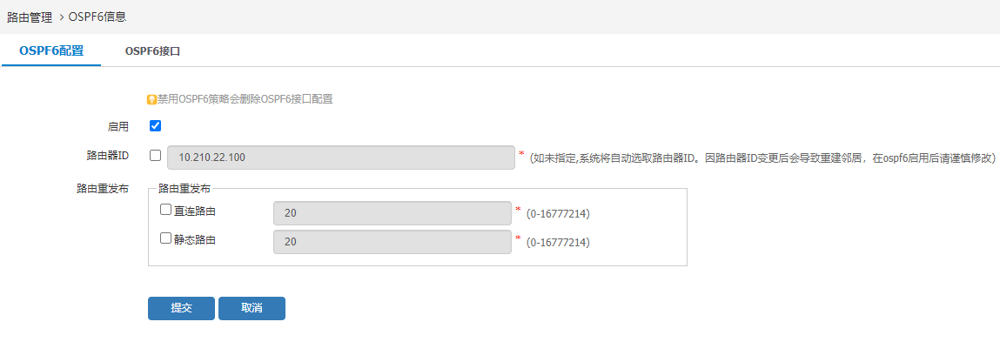 路由管理 > OSPF6信息
OSPF6配置 OSPF6接口
禁用OSPF6策略会删除OSPF6接口配置
启用
路由器ID 10.210.22.100 * (如未指定,系统将自动选取路由器ID。因路由器ID变更后会导致重建邻居，在ospf6启用后请谨慎修改)
路由重发布 路由重发布
直连路由 20 * (0-16777214)
静态路由 20 * (0-16777214)
提交 取消